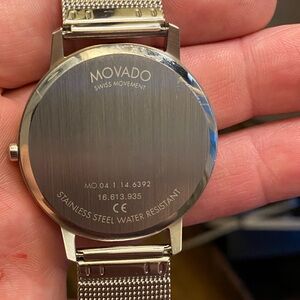 MOVADO
SWISS MOVEMENT
MO 04.1.14.6392
16.613.935
CE
STAINLESS STEEL WATER RESISTANT